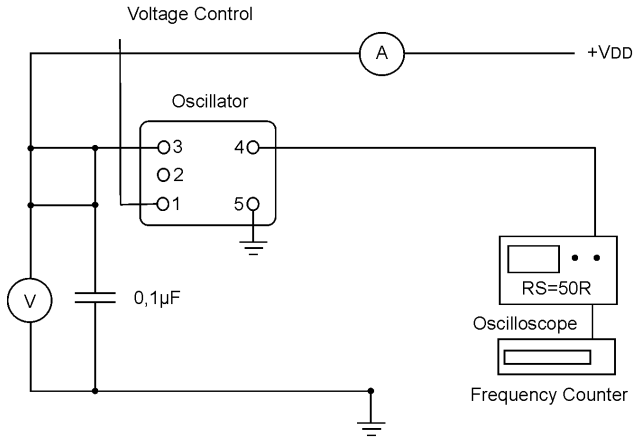 Voltage Control
A
+VDD
Oscillator
3
4
2
1
5
V
0,1µF
RS=50R
Oscilloscope
Frequency Counter